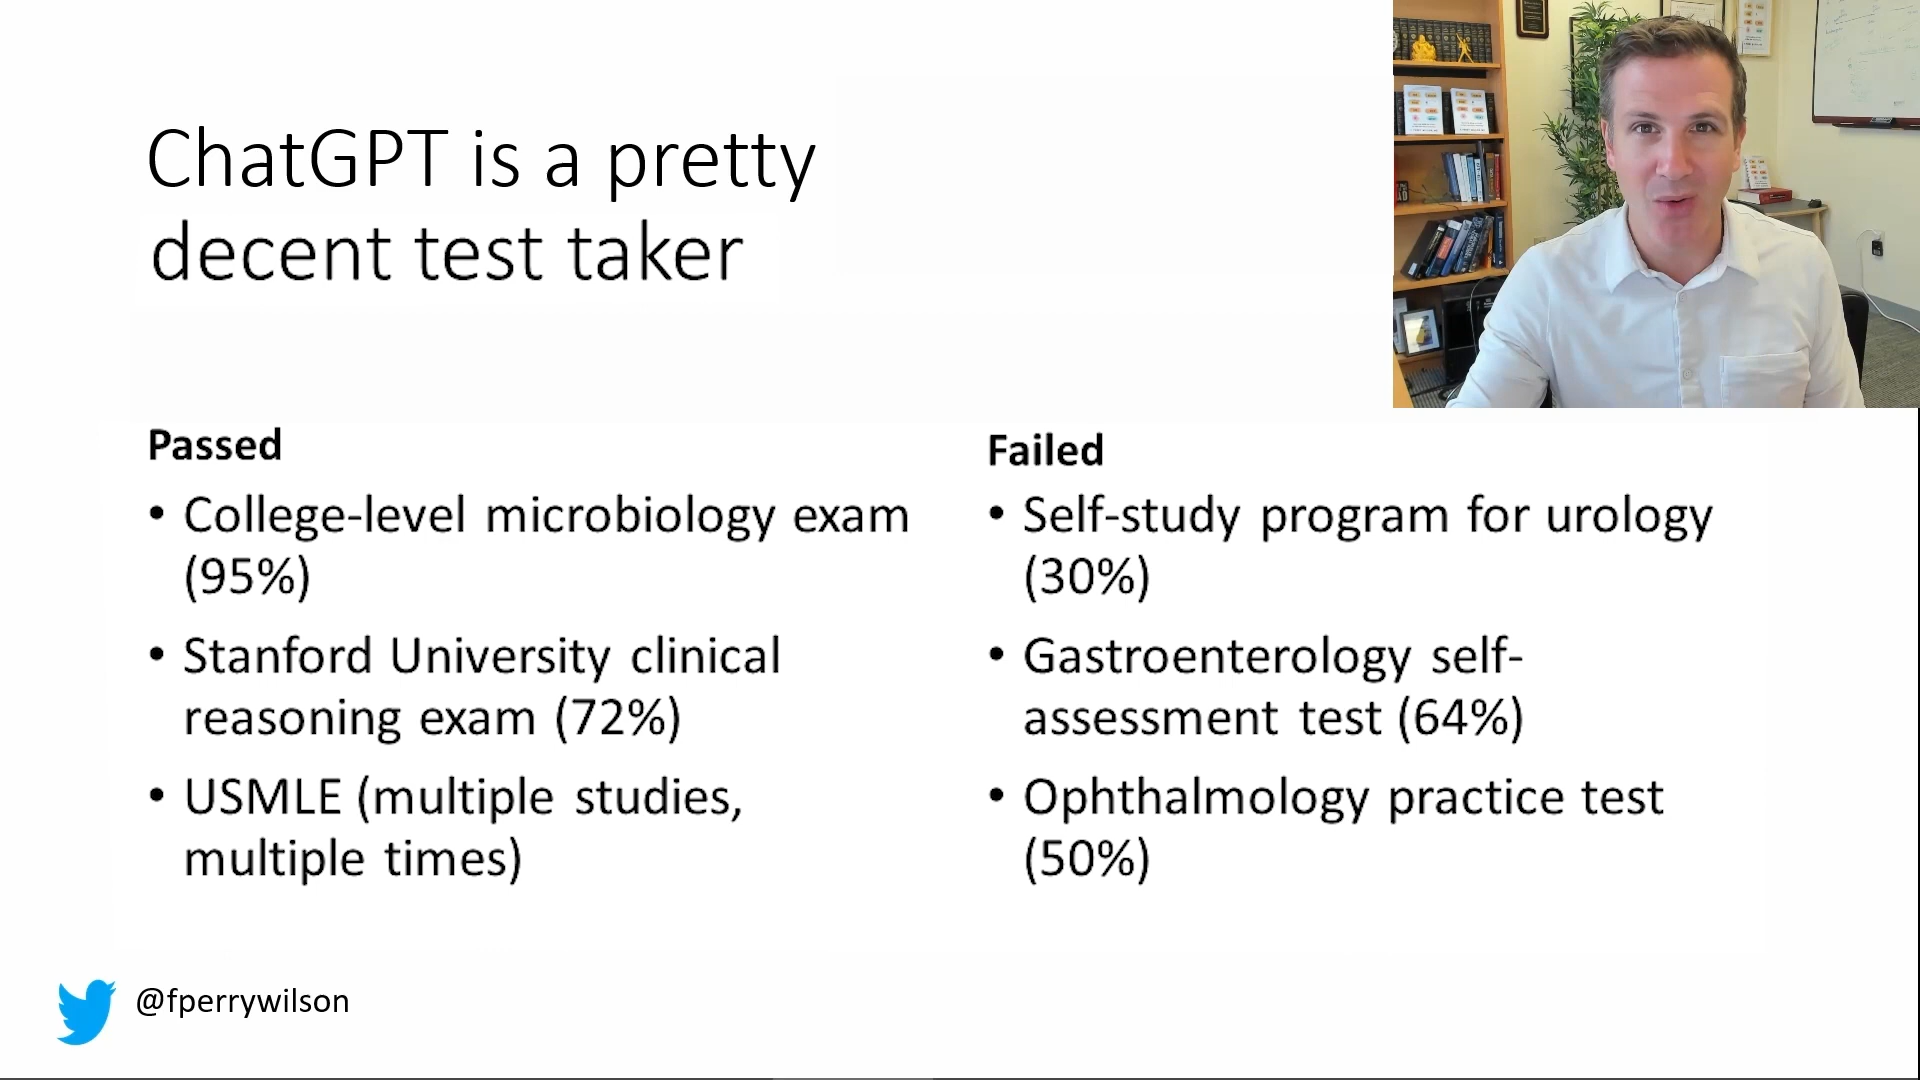 ChatGPT is a pretty
decent test taker
Passed
• College-level microbiology exam
(95%)
• Stanford University clinical
reasoning exam (72%)
• USMLE (multiple studies,
multiple times)
Failed
• Self-study program for urology
(30%)
• Gastroenterology self-
assessment test (64%)
• Ophthalmology practice test
(50%)
@fperrywilson